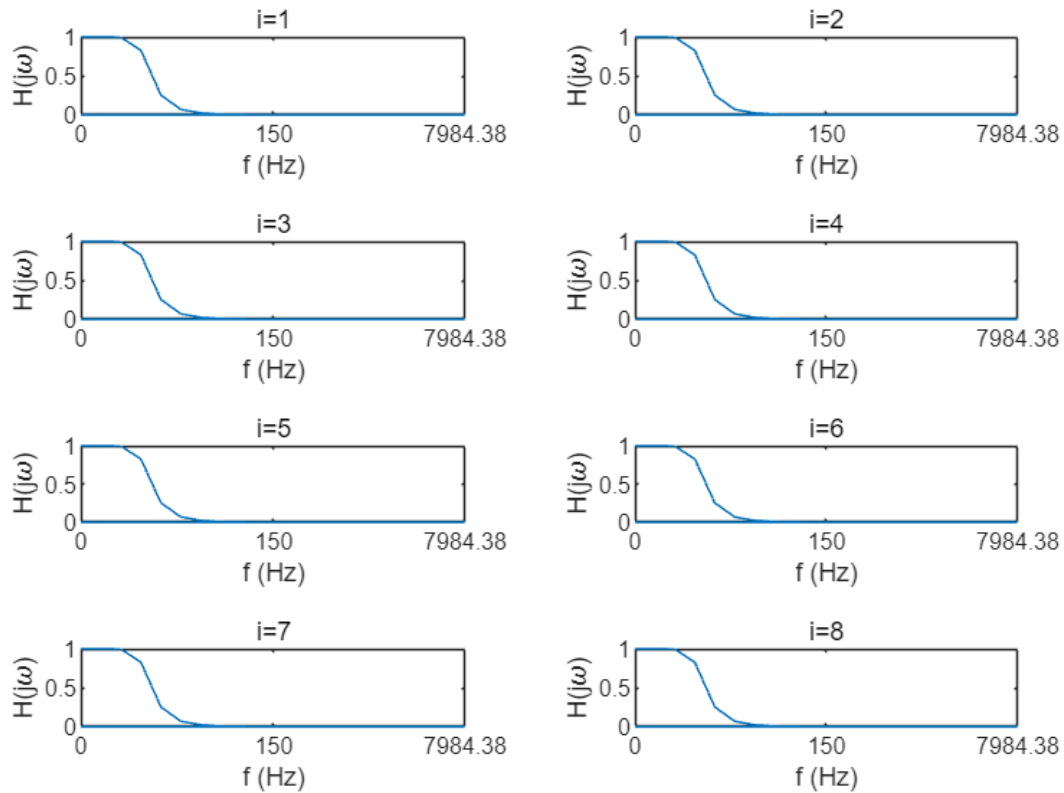 i=1
H(jω)
1
0.5
0
0 150 7984.38
f (Hz)
i=2
H(jω)
1
0.5
0
0 150 7984.38
f (Hz)
i=3
H(jω)
1
0.5
0
0 150 7984.38
f (Hz)
i=4
H(jω)
1
0.5
0
0 150 7984.38
f (Hz)
i=5
H(jω)
1
0.5
0
0 150 7984.38
f (Hz)
i=6
H(jω)
1
0.5
0
0 150 7984.38
f (Hz)
i=7
H(jω)
1
0.5
0
0 150 7984.38
f (Hz)
i=8
H(jω)
1
0.5
0
0 150 7984.38
f (Hz)